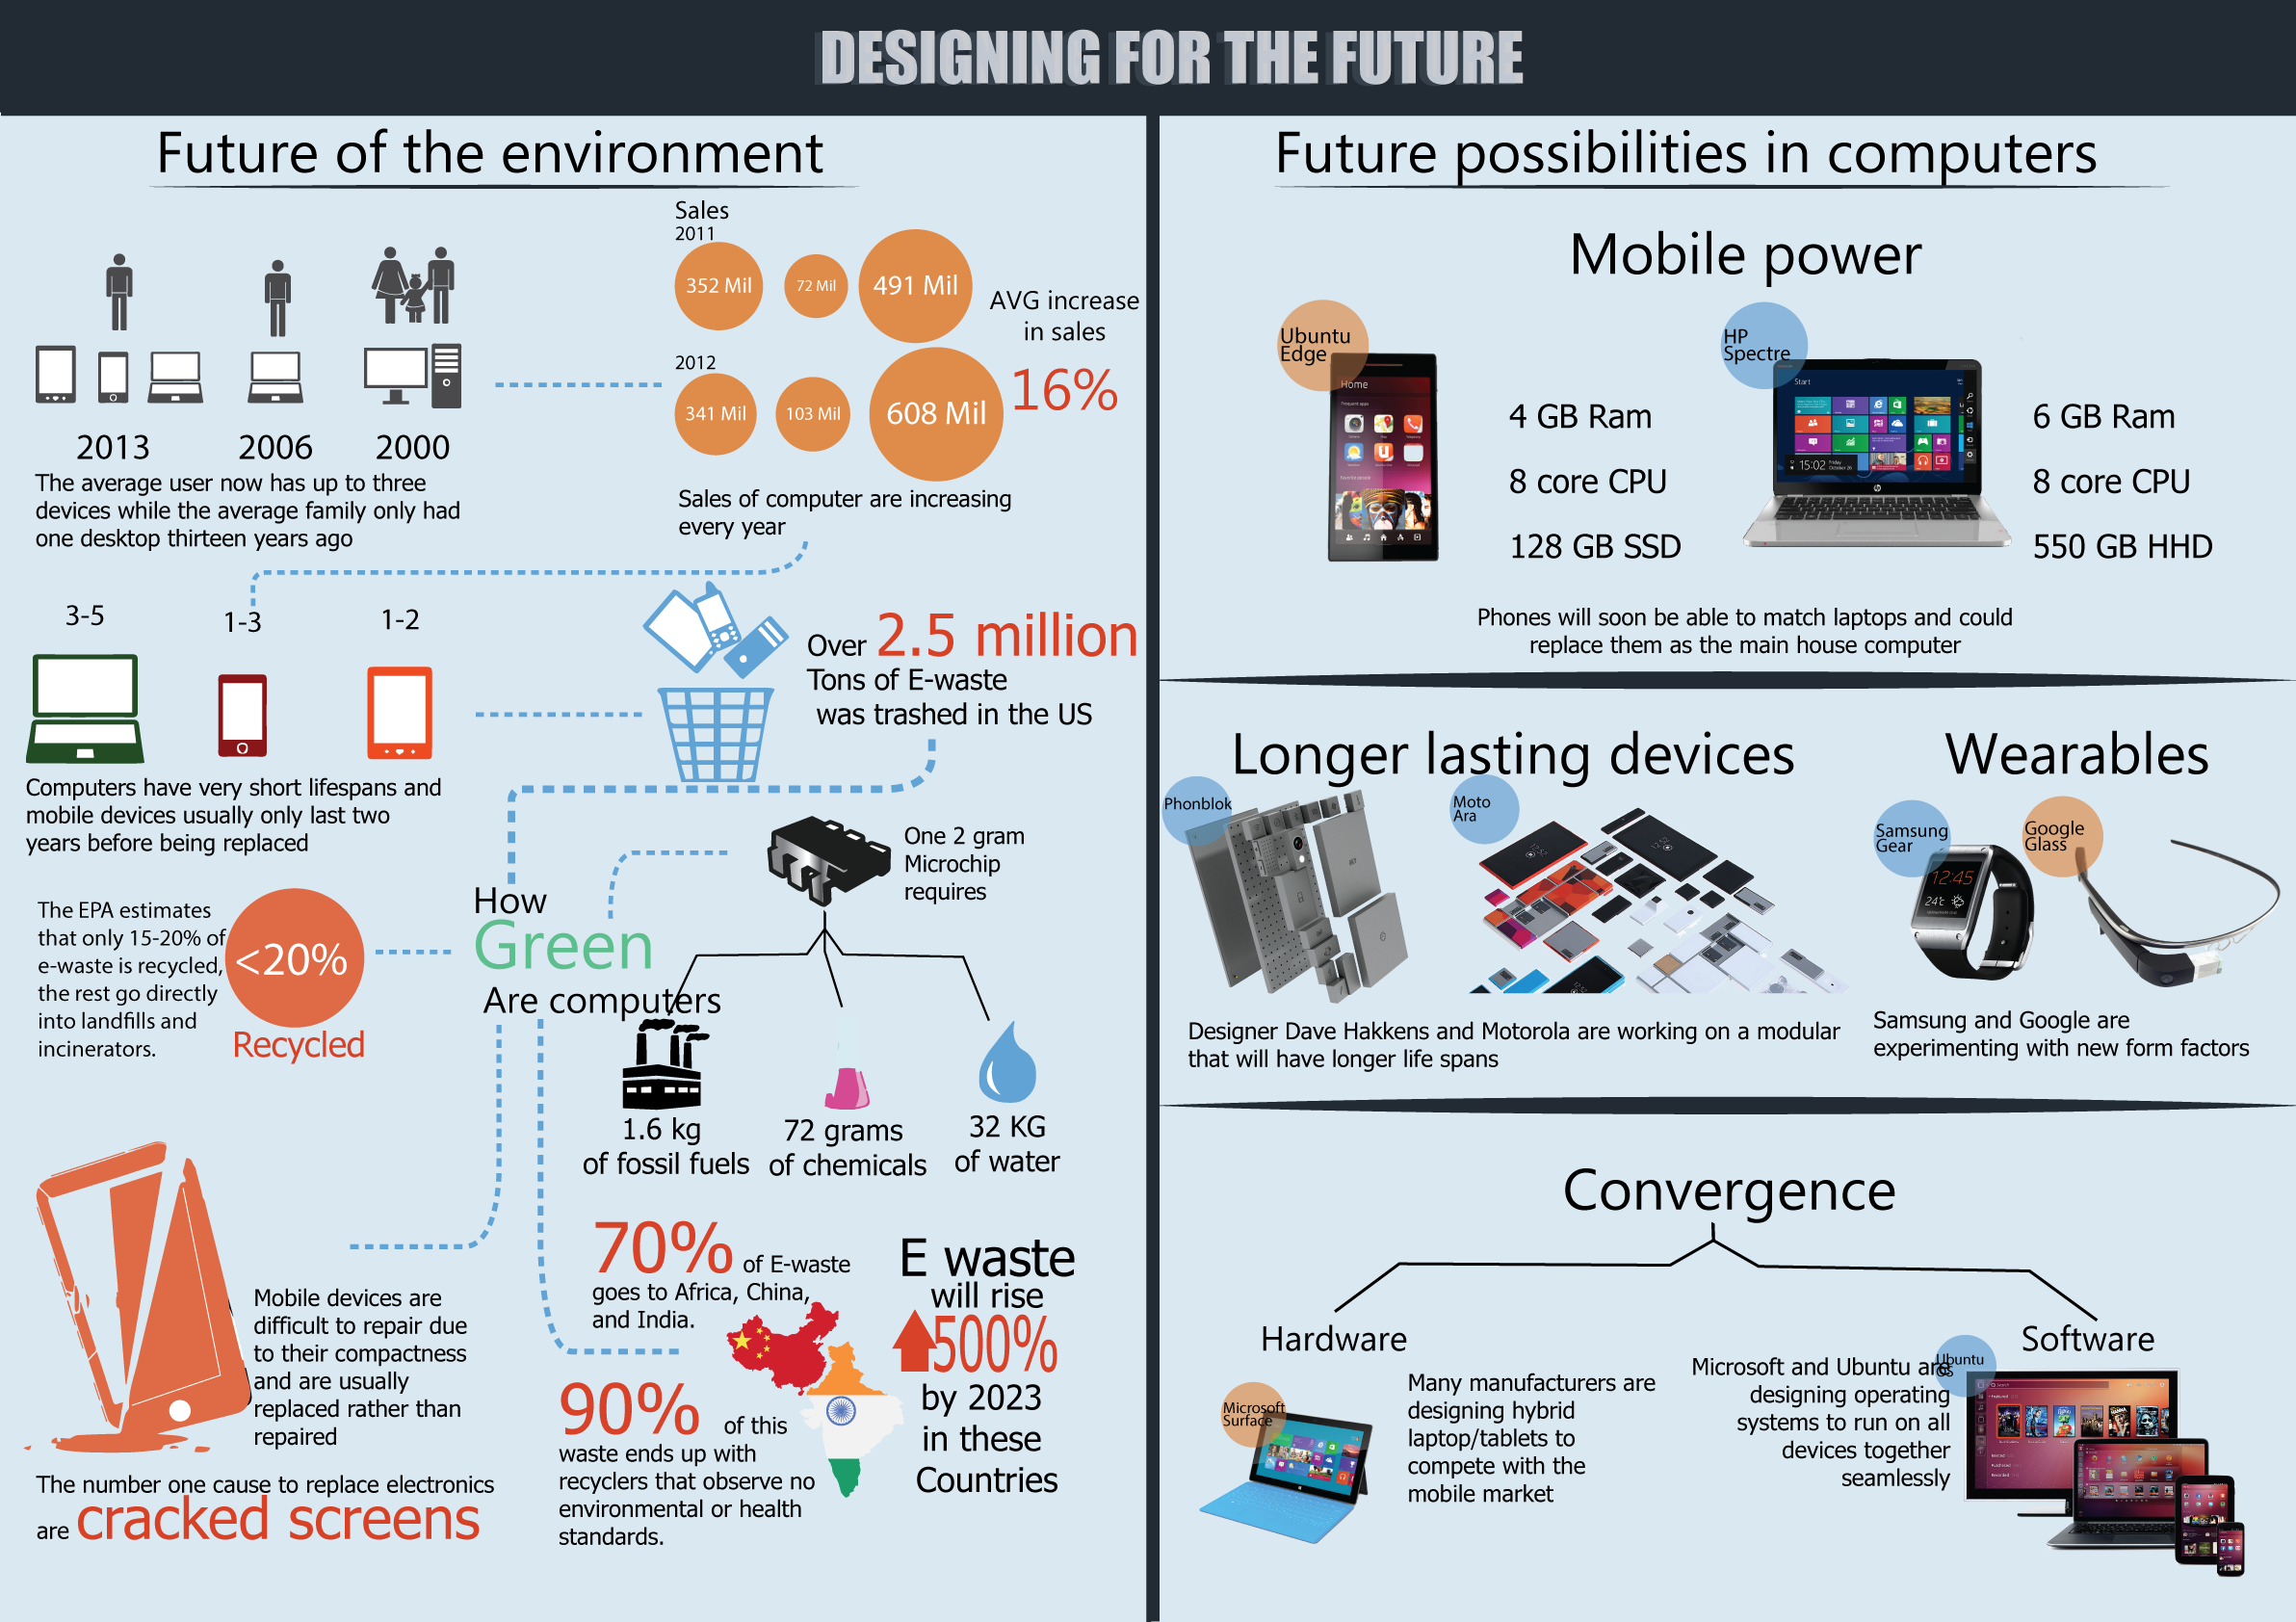 DESIGNING FOR THE FUTURE
Future of the environment
2013
2006
2000
The average user now has up to three
devices while the average family only had
one desktop thirteen years ago
Sales
2011
352 Mil
72 Mil
491 Mil
2012
341 Mil
103 Mil
608 Mil
AVG increase
in sales
16%
Sales of computer are increasing
every year
3-5
1-3
1-2
Computers have very short lifespans and
mobile devices usually only last two
years before being replaced
Over 2.5 million
Tons of E-waste
was trashed in the US
The EPA estimates
that only 15-20% of
e-waste is recycled,
the rest go directly
into landfills and
incinerators.
<20%
Recycled
How
Green
Are computers
One 2 gram
Microchip
requires
1.6 kg
of fossil fuels
72 grams
of chemicals
32 KG
of water
Mobile devices are
difficult to repair due
to their compactness
and are usually
replaced rather than
repaired
The number one cause to replace electronics
are cracked screens
70% of E-waste
goes to Africa, China,
and India.
90% of this
waste ends up with
recyclers that observe no
environmental or health
standards.
E waste
will rise
500%
by 2023
in these
Countries
Future possibilities in computers
Mobile power
Ubuntu
Edge
Home
4 GB Ram
8 core CPU
128 GB SSD
HP
Spectre
Start
15:02
6 GB Ram
8 core CPU
550 GB HHD
Phones will soon be able to match laptops and could
replace them as the main house computer
Longer lasting devices
Phonblok
Moto
Ara
Designer Dave Hakkens and Motorola are working on a modular
that will have longer life spans
Wearables
Samsung
Gear
12:45
24°c
Google
Glass
Samsung and Google are
experimenting with new form factors
Convergence
Hardware
Microsoft
Surface
Many manufacturers are
designing hybrid
laptop/tablets to
compete with the
mobile market
Software
Ubuntu
OS
Microsoft and Ubuntu are
designing operating
systems to run on all
devices together
seamlessly